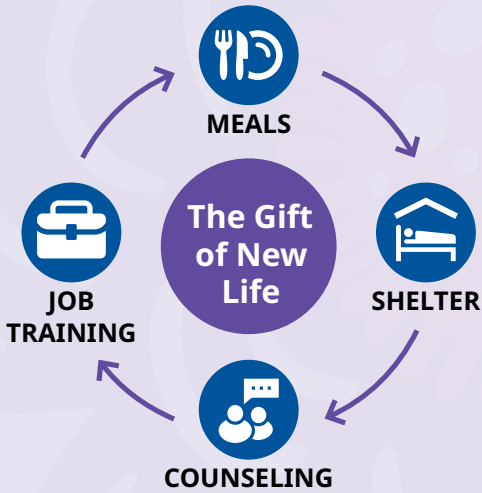 MEALS
The Gift
of New
Life
SHELTER
COUNSELING
JOB
TRAINING